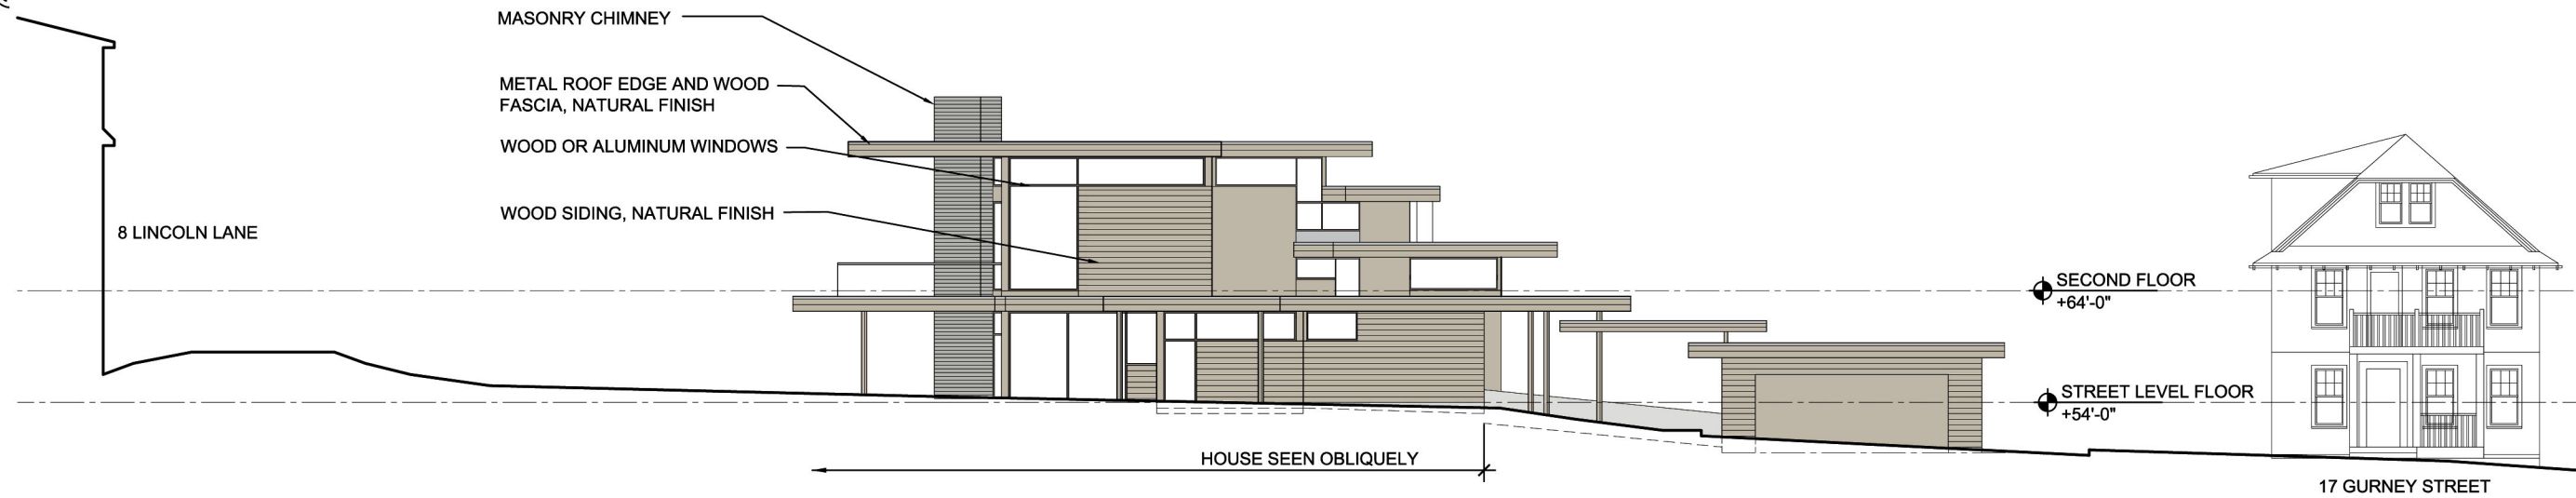 MASONRY CHIMNEY
METAL ROOF EDGE AND WOOD
FASCIA, NATURAL FINISH
WOOD OR ALUMINUM WINDOWS
WOOD SIDING, NATURAL FINISH
8 LINCOLN LANE
SECOND FLOOR
+64'-0"
STREET LEVEL FLOOR
+54'-0"
HOUSE SEEN OBLIQUELY
17 GURNEY STREET